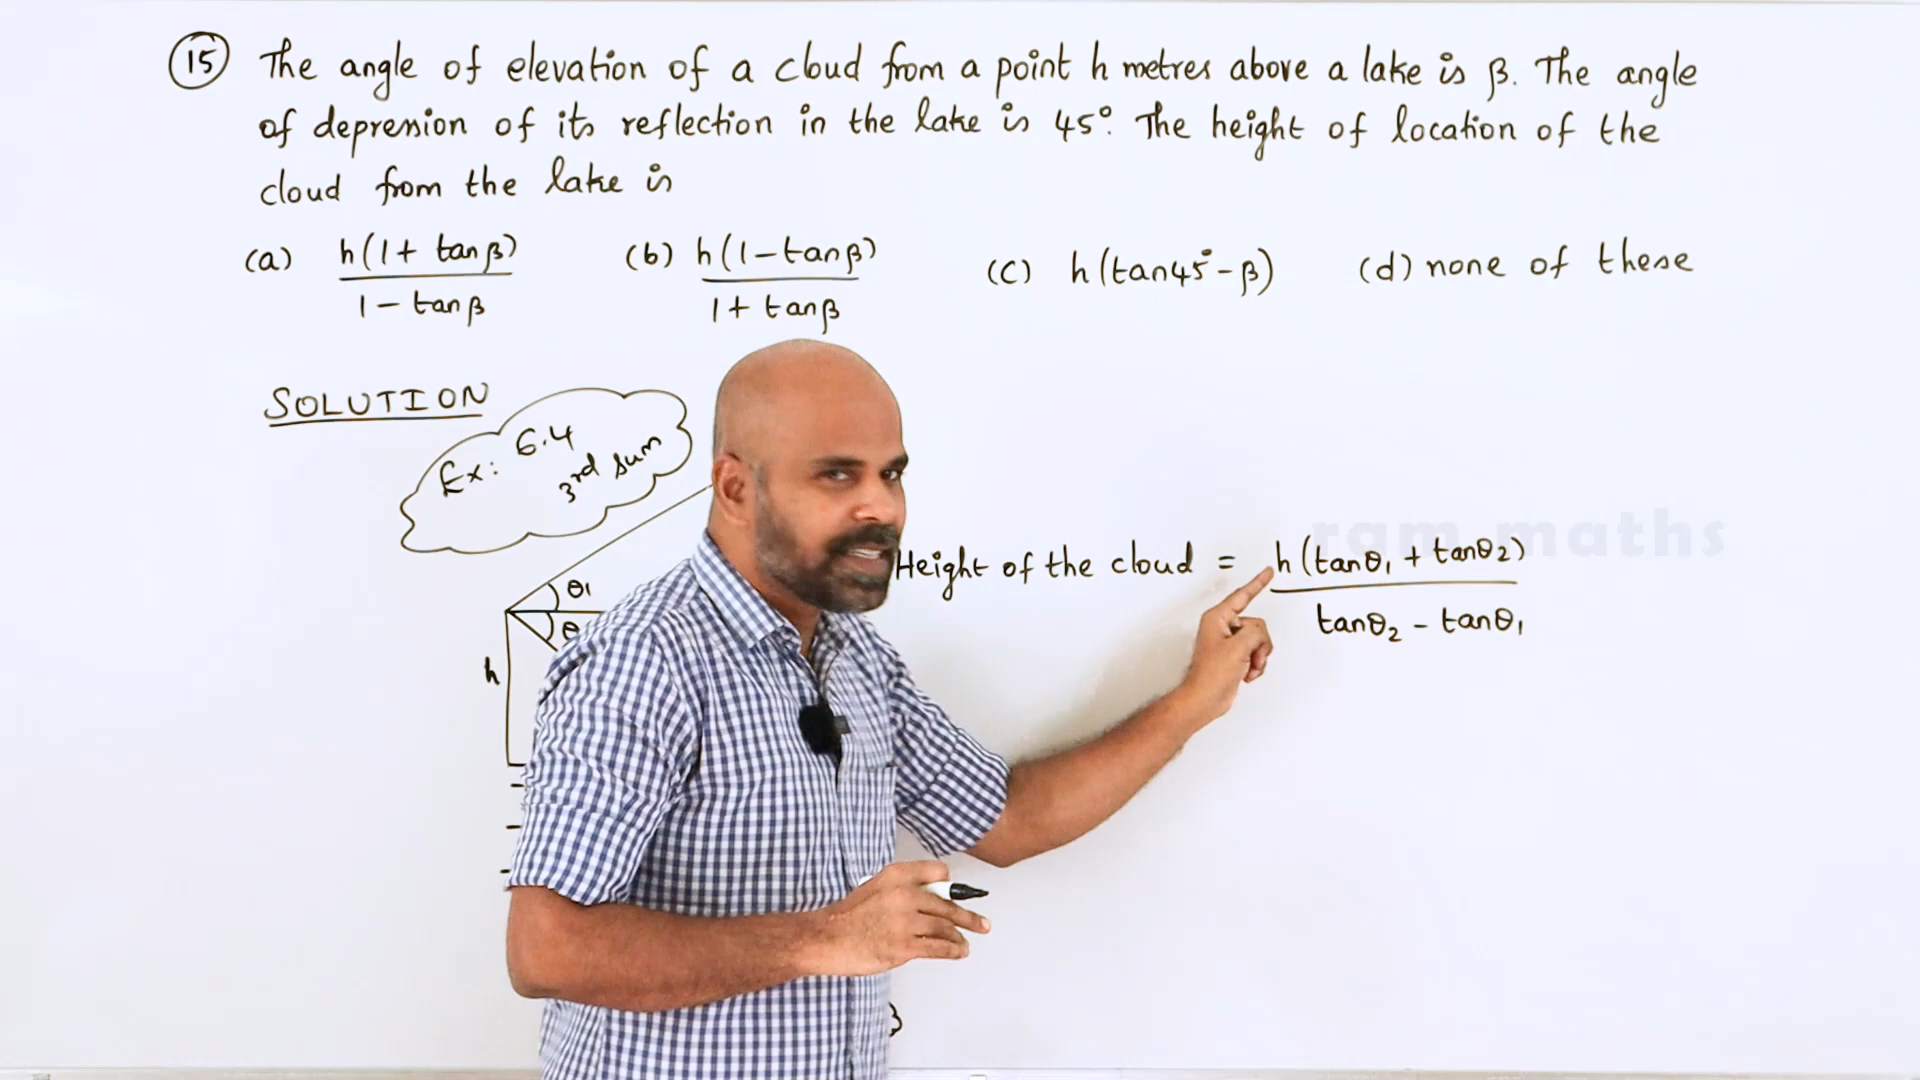 15 The angle of elevation of a cloud from a point h metres above a lake is β. The angle
of depression of its reflection in the lake is 45°. The height of location of the
cloud from the lake is
(a) h(1 + tanβ) / 1 - tanβ (b) h(1 - tanβ) / 1 + tanβ (c) h(tan45° - β) (d) none of these
SOLUTION
Ex: 6.4
3rd sum
ram maths
Height of the cloud = h(tanθ₁ + tanθ₂) / tanθ₂ - tanθ₁
θ₁
θ
h